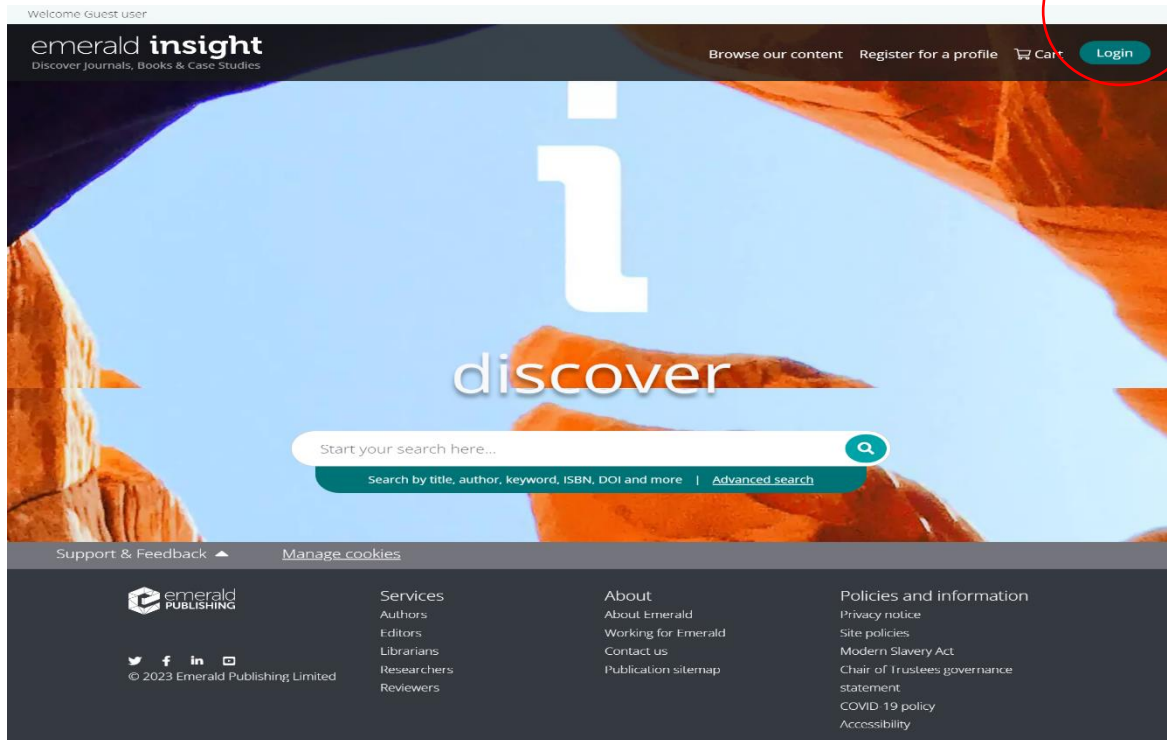 Welcome Guest user
emerald insight
Discover Journals, Books & Case Studies
Browse our content Register for a profile Cart Login
i
discover
Start your search here...
Search by title, author, keyword, ISBN, DOI and more | Advanced search
Support & Feedback Manage cookies
emerald
PUBLISHING
© 2023 Emerald Publishing Limited
Services
Authors
Editors
Librarians
Researchers
Reviewers
About
About Emerald
Working for Emerald
Contact us
Publication sitemap
Policies and information
Privacy notice
Site policies
Modern Slavery Act
Chair of Trustees governance
statement
COVID-19 policy
Accessibility